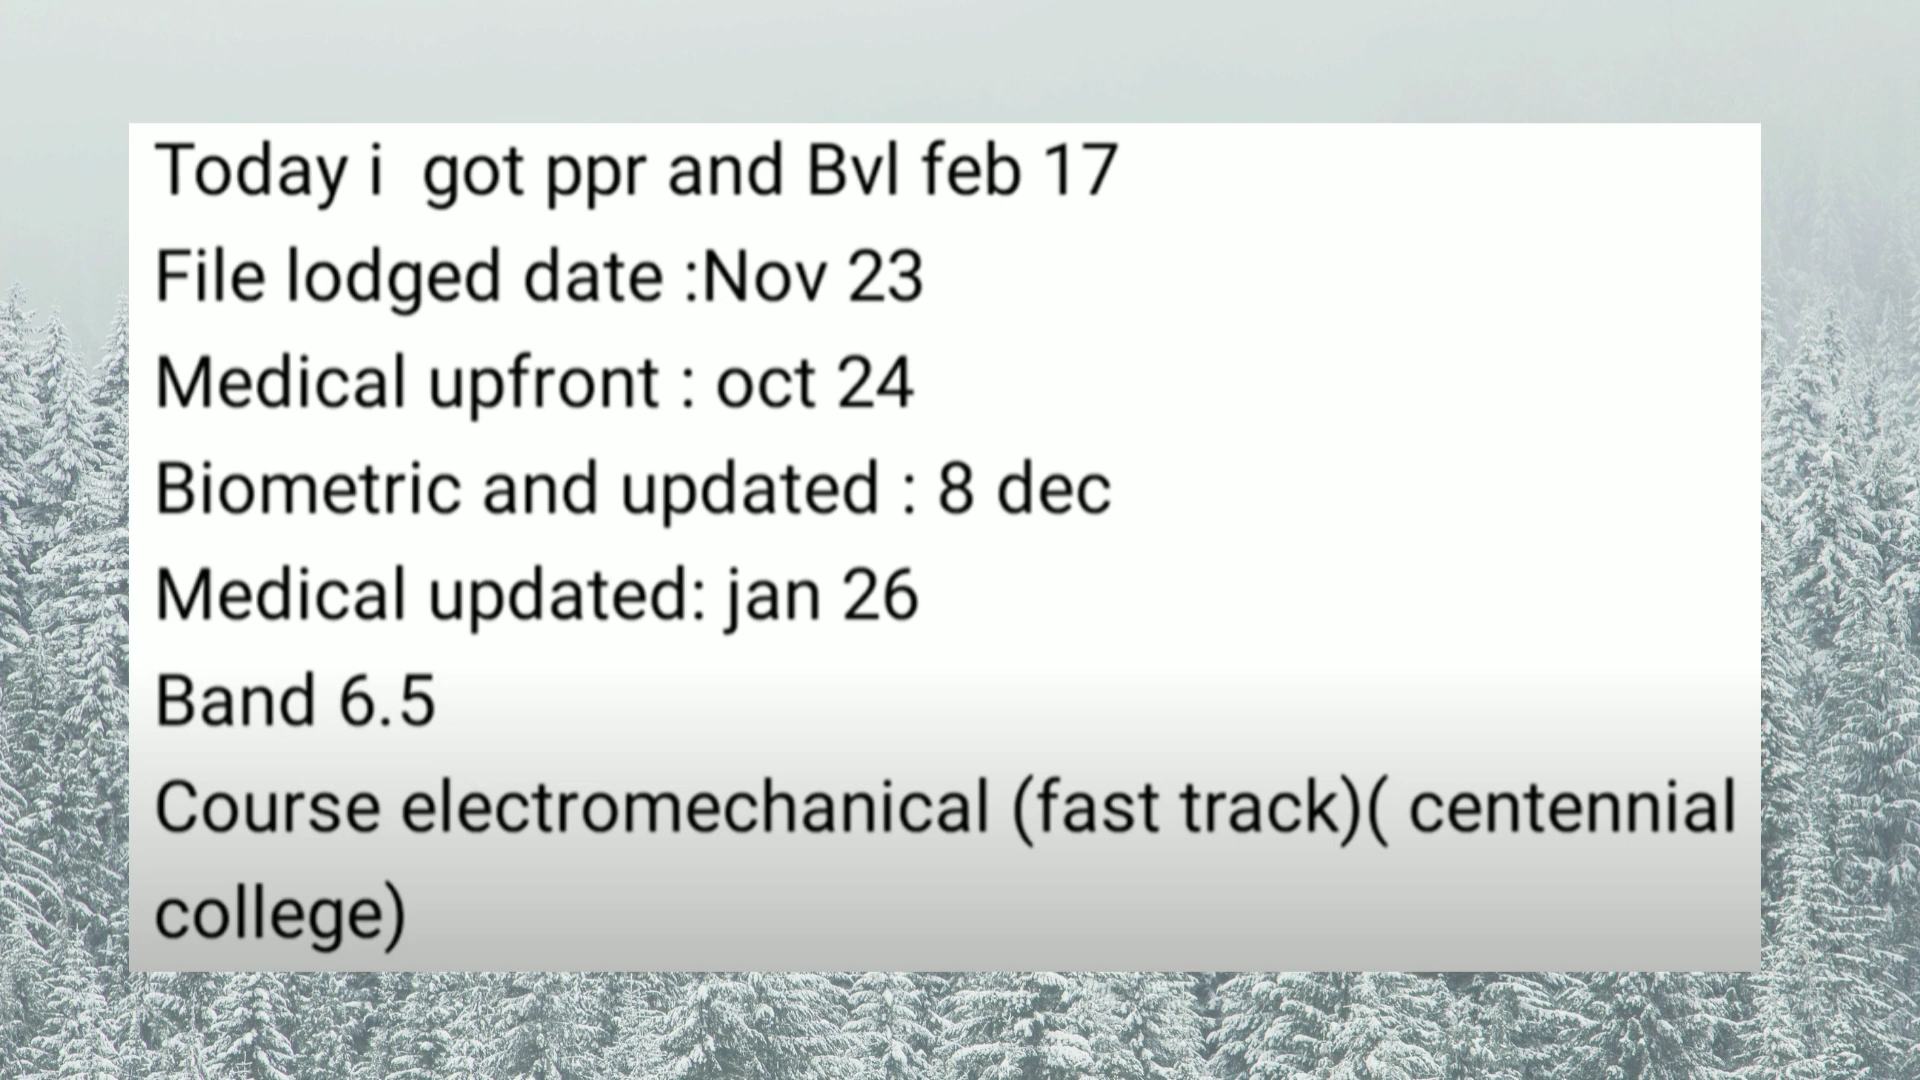 Today i  got ppr and Bvl feb 17
File lodged date :Nov 23
Medical upfront : oct 24
Biometric and updated : 8 dec
Medical updated: jan 26
Band 6.5
Course electromechanical (fast track)( centennial
college)